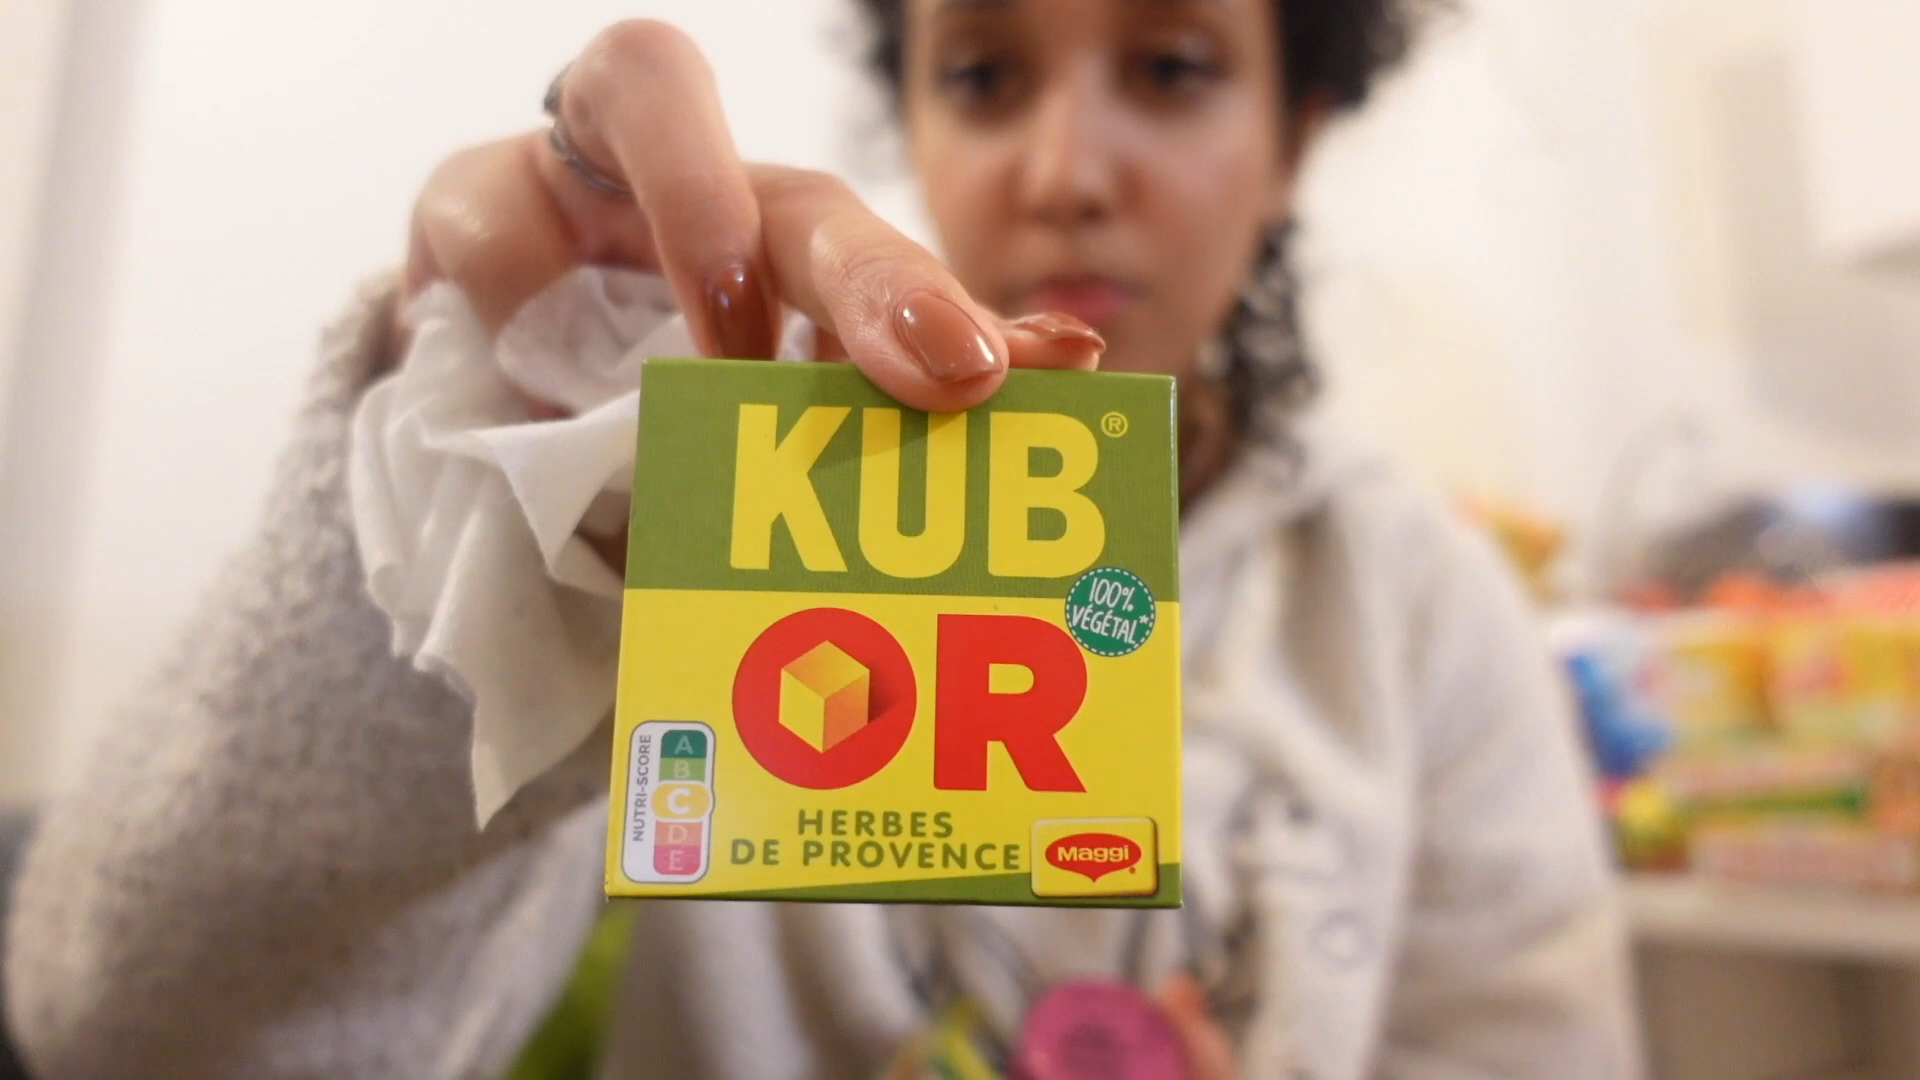 KUB®
100%
VÉGÉTAL*
OR
NUTRI-SCORE
A
B
C
D
E
HERBES
DE PROVENCE
Maggi®